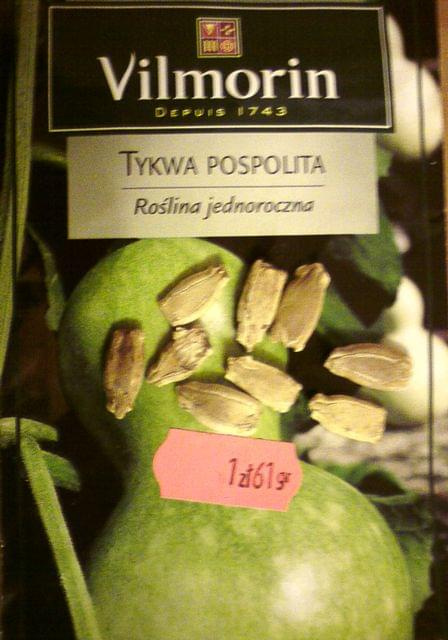 Vilmorin
DEPUIS 1743
TYKWA POSPOLITA
Roślina jednoroczna
1zł61gr